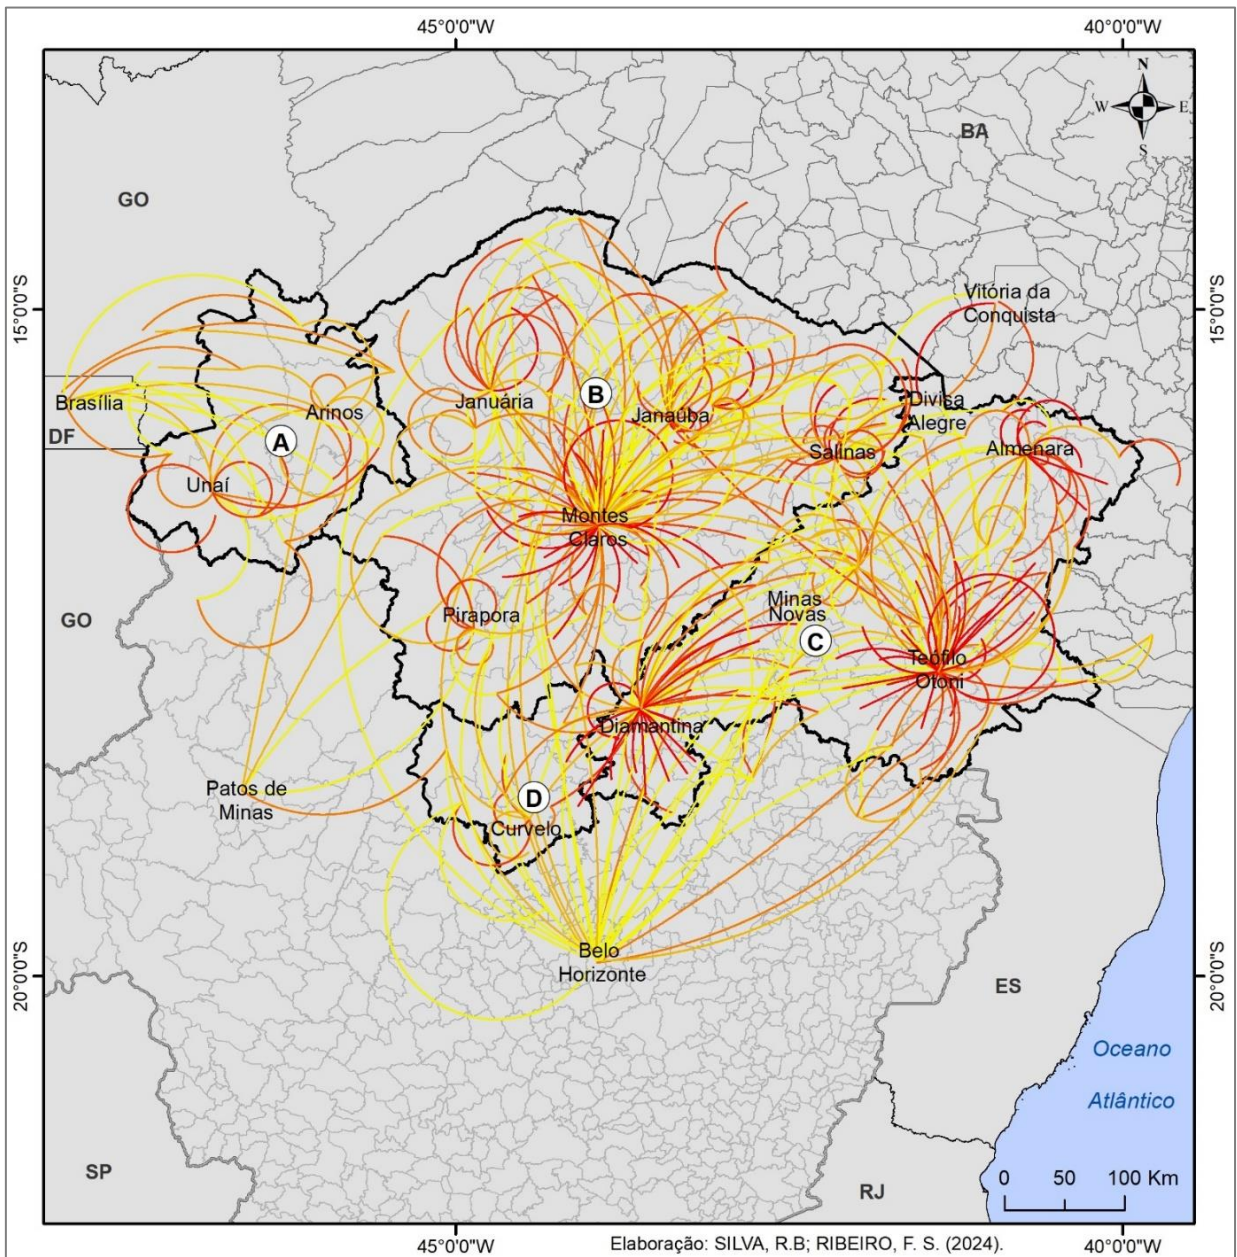 45°0'0"W
40°0'0"W
N
W
E
S
BA
GO
15°0'0"S
15°0'0"S
Vitória da
Conquista
B
Brasília
Arinos
Januária
Janaúba
Divisa
Alegre
DF
A
Salinas
Almenara
Unaí
Montes
Claros
GO
Pirapora
Minas
Novas
C
Teófilo
Otoni
Diamantina
Patos de
Minas
D
Curvelo
Belo
Horizonte
20°0'0"S
20°0'0"S
ES
Oceano
Atlântico
SP
RJ
0 50 100 Km
Elaboração: SILVA, R.B; RIBEIRO, F. S. (2024).
45°0'0"W
40°0'0"W